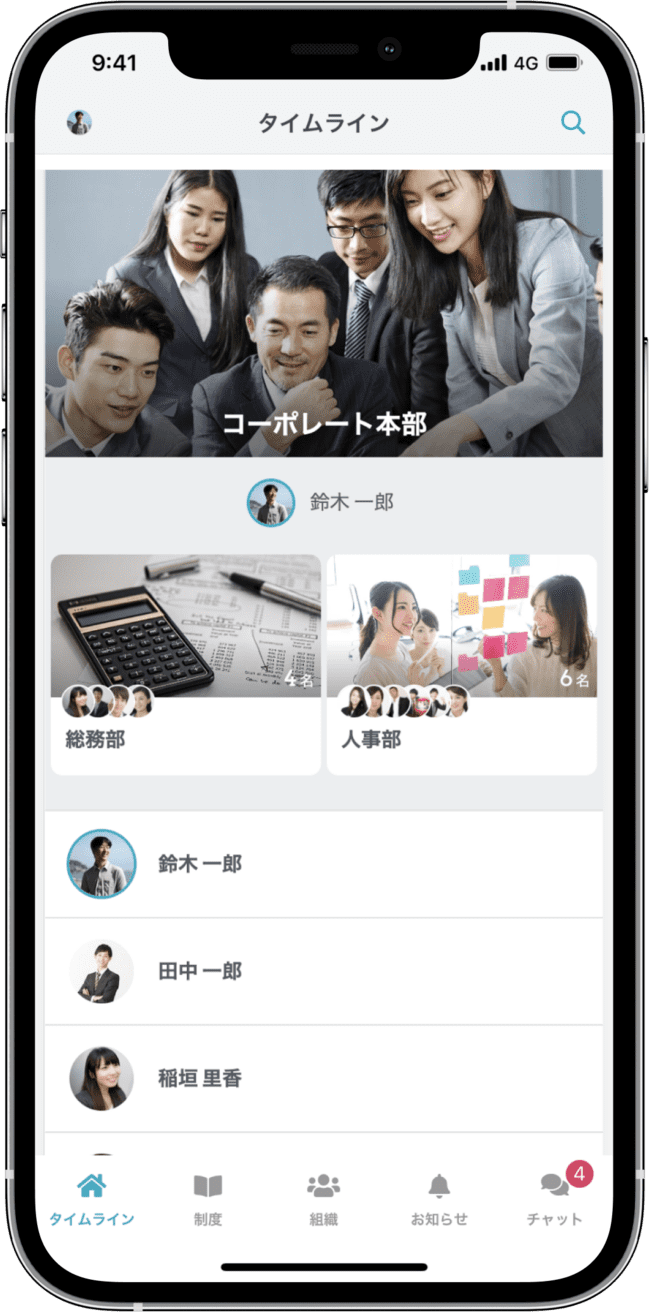 9:41
4G
タイムライン
コーポレート本部
鈴木 一郎
4名
総務部
6名
人事部
鈴木 一郎
田中 一郎
稲垣 里香
タイムライン
制度
組織
お知らせ
チャット
4